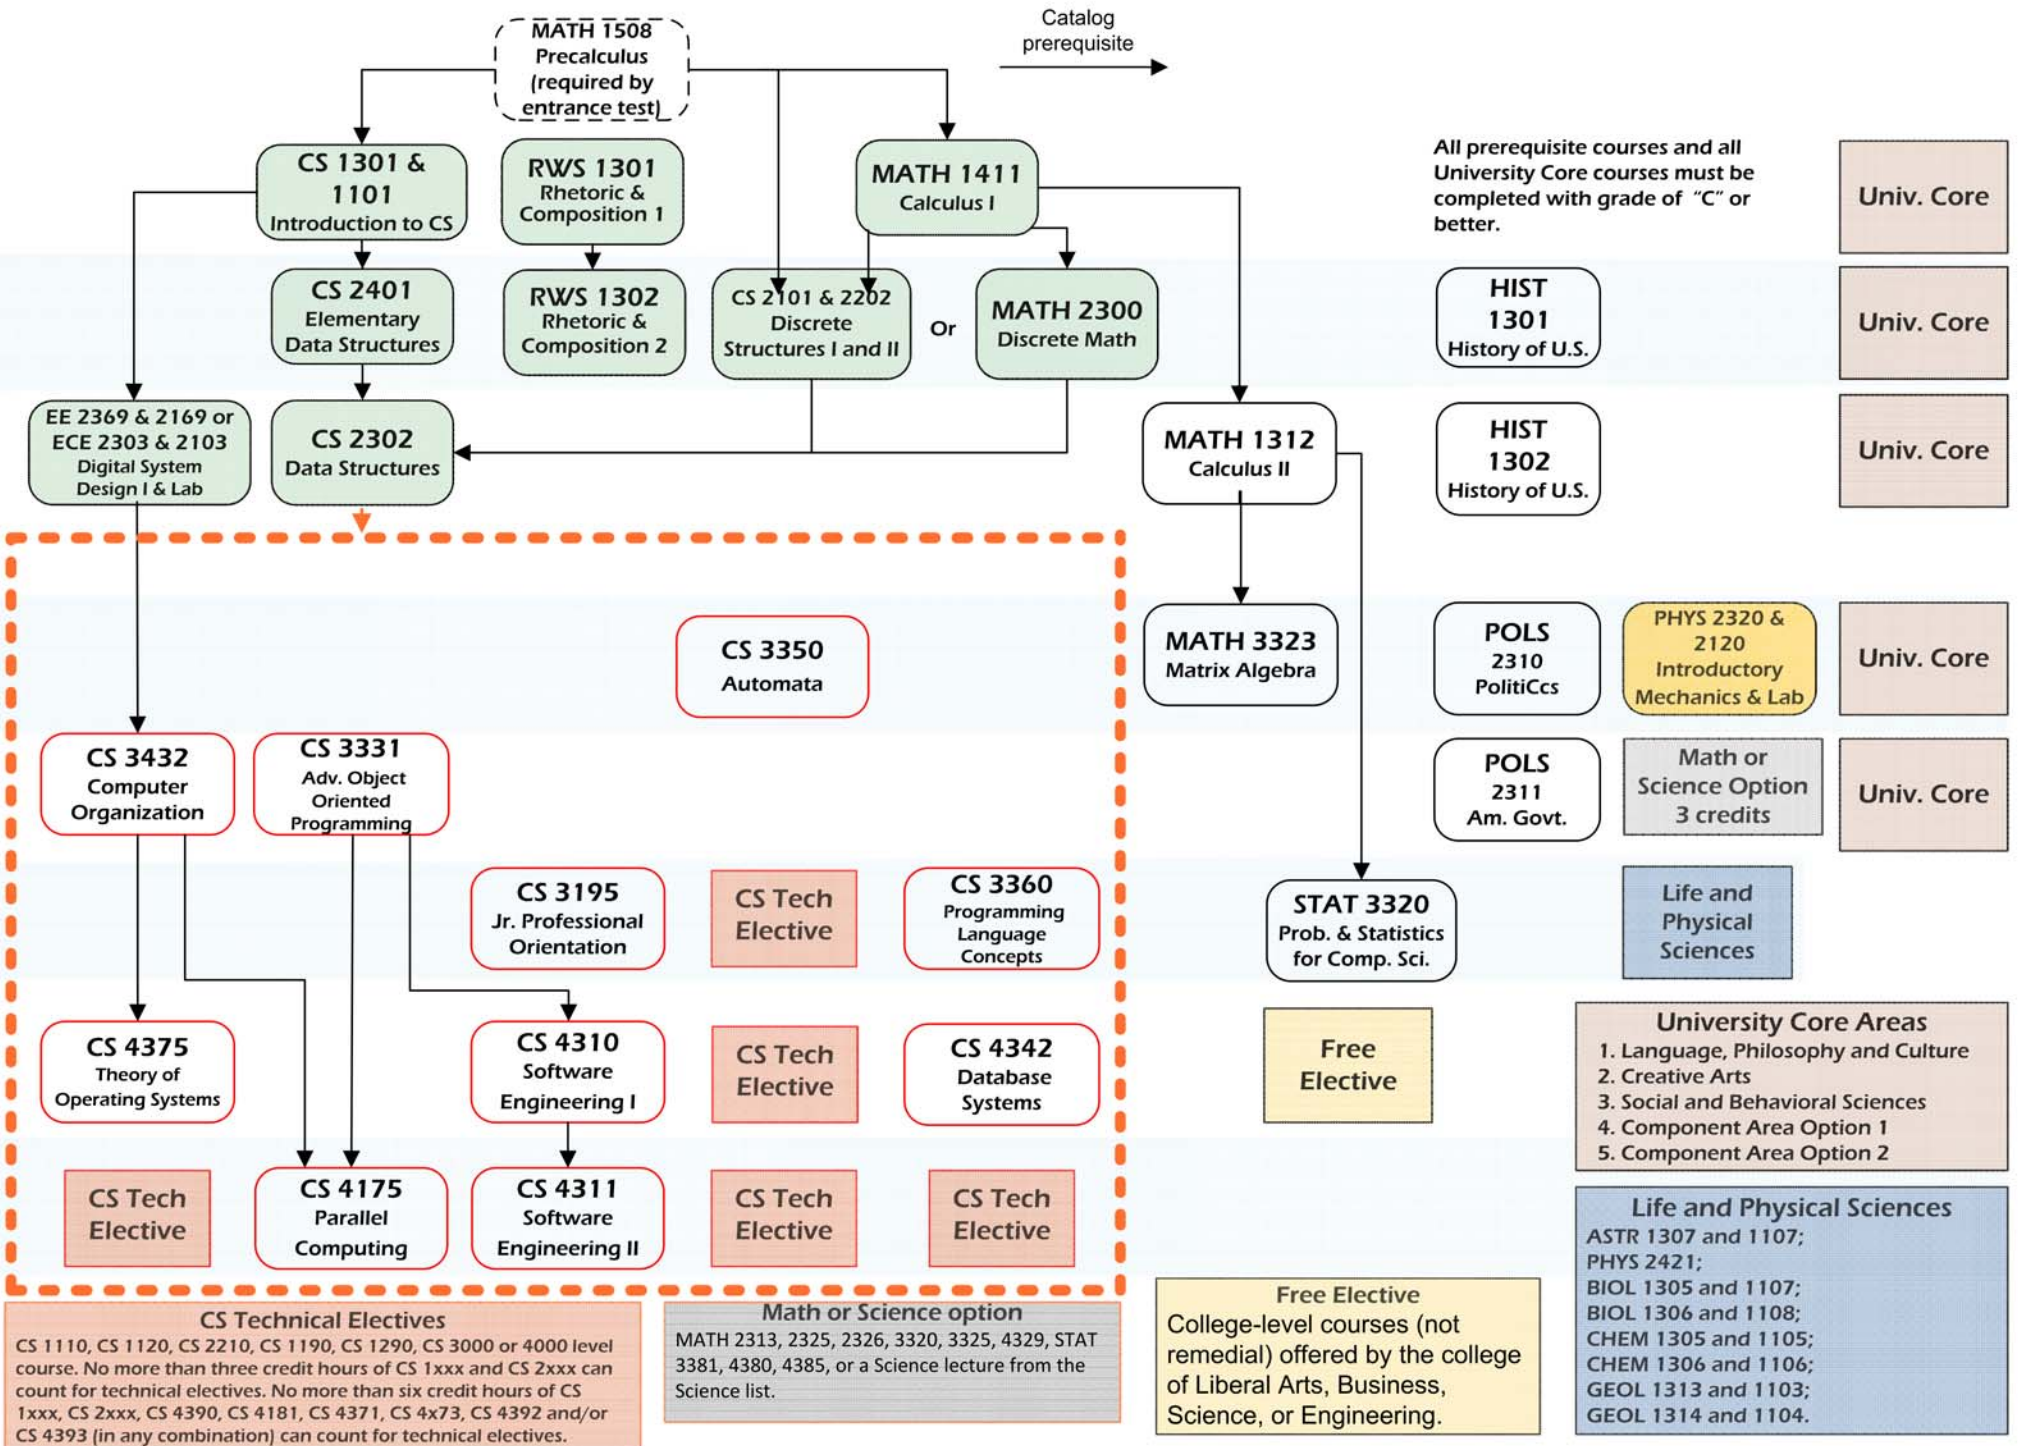 MATH 1508
Precalculus
(required by
entrance test)
Catalog
prerequisite
CS 1301 &
1101
Introduction to CS
RWS 1301
Rhetoric &
Composition 1
MATH 1411
Calculus I
All prerequisite courses and all
University Core courses must be
completed with grade of "C" or
better.
Univ. Core
CS 2401
Elementary
Data Structures
RWS 1302
Rhetoric &
Composition 2
CS 2101 & 2202
Discrete
Structures I and II
Or
MATH 2300
Discrete Math
HIST
1301
History of U.S.
Univ. Core
EE 2369 & 2169 or
ECE 2303 & 2103
Digital System
Design I & Lab
CS 2302
Data Structures
MATH 1312
Calculus II
HIST
1302
History of U.S.
Univ. Core
CS 3350
Automata
MATH 3323
Matrix Algebra
POLS
2310
PolitiCcs
PHYS 2320 &
2120
Introductory
Mechanics & Lab
Univ. Core
CS 3432
Computer
Organization
CS 3331
Adv. Object
Oriented
Programming
POLS
2311
Am. Govt.
Math or
Science Option
3 credits
Univ. Core
CS 3195
Jr. Professional
Orientation
CS Tech
Elective
CS 3360
Programming
Language
Concepts
STAT 3320
Prob. & Statistics
for Comp. Sci.
Life and
Physical
Sciences
CS 4375
Theory of
Operating Systems
CS 4310
Software
Engineering I
CS Tech
Elective
CS 4342
Database
Systems
Free
Elective
University Core Areas
1. Language, Philosophy and Culture
2. Creative Arts
3. Social and Behavioral Sciences
4. Component Area Option 1
5. Component Area Option 2
CS Tech
Elective
CS 4175
Parallel
Computing
CS 4311
Software
Engineering II
CS Tech
Elective
CS Tech
Elective
Life and Physical Sciences
ASTR 1307 and 1107;
PHYS 2421;
BIOL 1305 and 1107;
BIOL 1306 and 1108;
CHEM 1305 and 1105;
CHEM 1306 and 1106;
GEOL 1313 and 1103;
GEOL 1314 and 1104.
CS Technical Electives
CS 1110, CS 1120, CS 2210, CS 1190, CS 1290, CS 3000 or 4000 level
course. No more than three credit hours of CS 1xxx and CS 2xxx can
count for technical electives. No more than six credit hours of CS
1xxx, CS 2xxx, CS 4390, CS 4181, CS 4371, CS 4x73, CS 4392 and/or
CS 4393 (in any combination) can count for technical electives.
Math or Science option
MATH 2313, 2325, 2326, 3320, 3325, 4329, STAT
3381, 4380, 4385, or a Science lecture from the
Science list.
Free Elective
College-level courses (not
remedial) offered by the college
of Liberal Arts, Business,
Science, or Engineering.